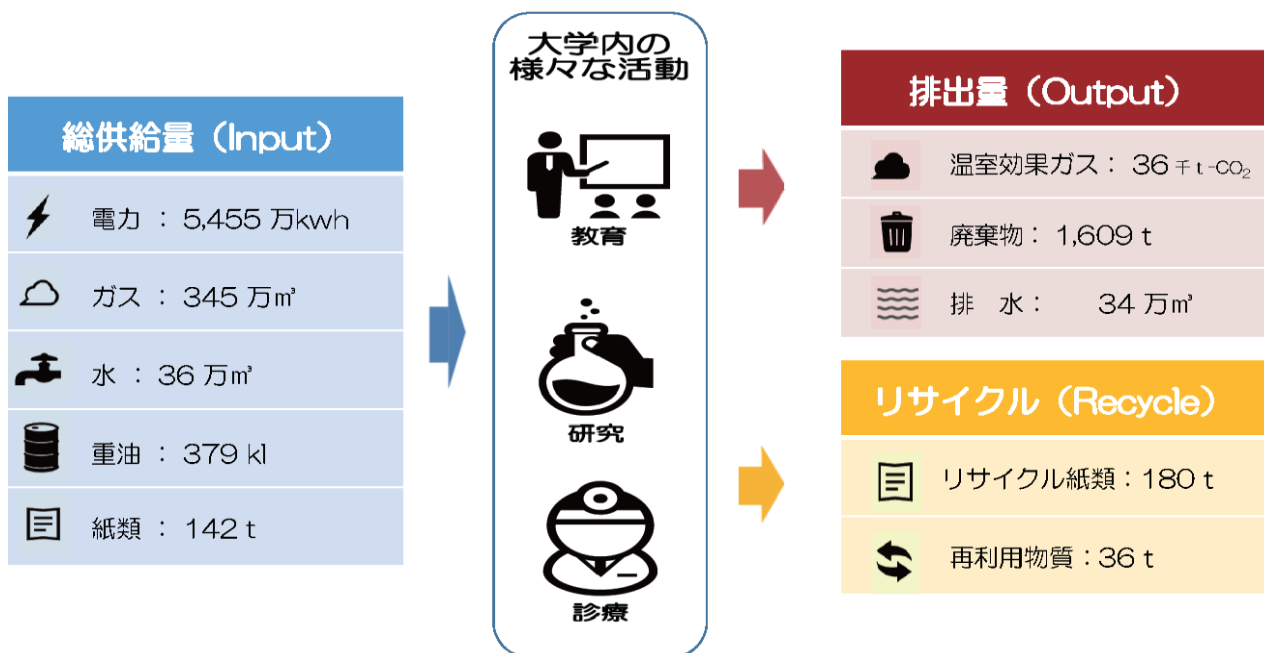 総供給量（Input）
電力 ： 5,455 万kwh
ガス ： 345 万㎥
水 ： 36 万㎥
重油 ： 379 kl
紙類 ： 142 t
大学内の
様々な活動
教育
研究
診療
排出量（Output）
温室効果ガス： 36 千ｔ-CO₂
廃棄物： 1,609 t
排　水：　　34 万㎥
リサイクル（Recycle）
リサイクル紙類：180 t
再利用物質：36 t